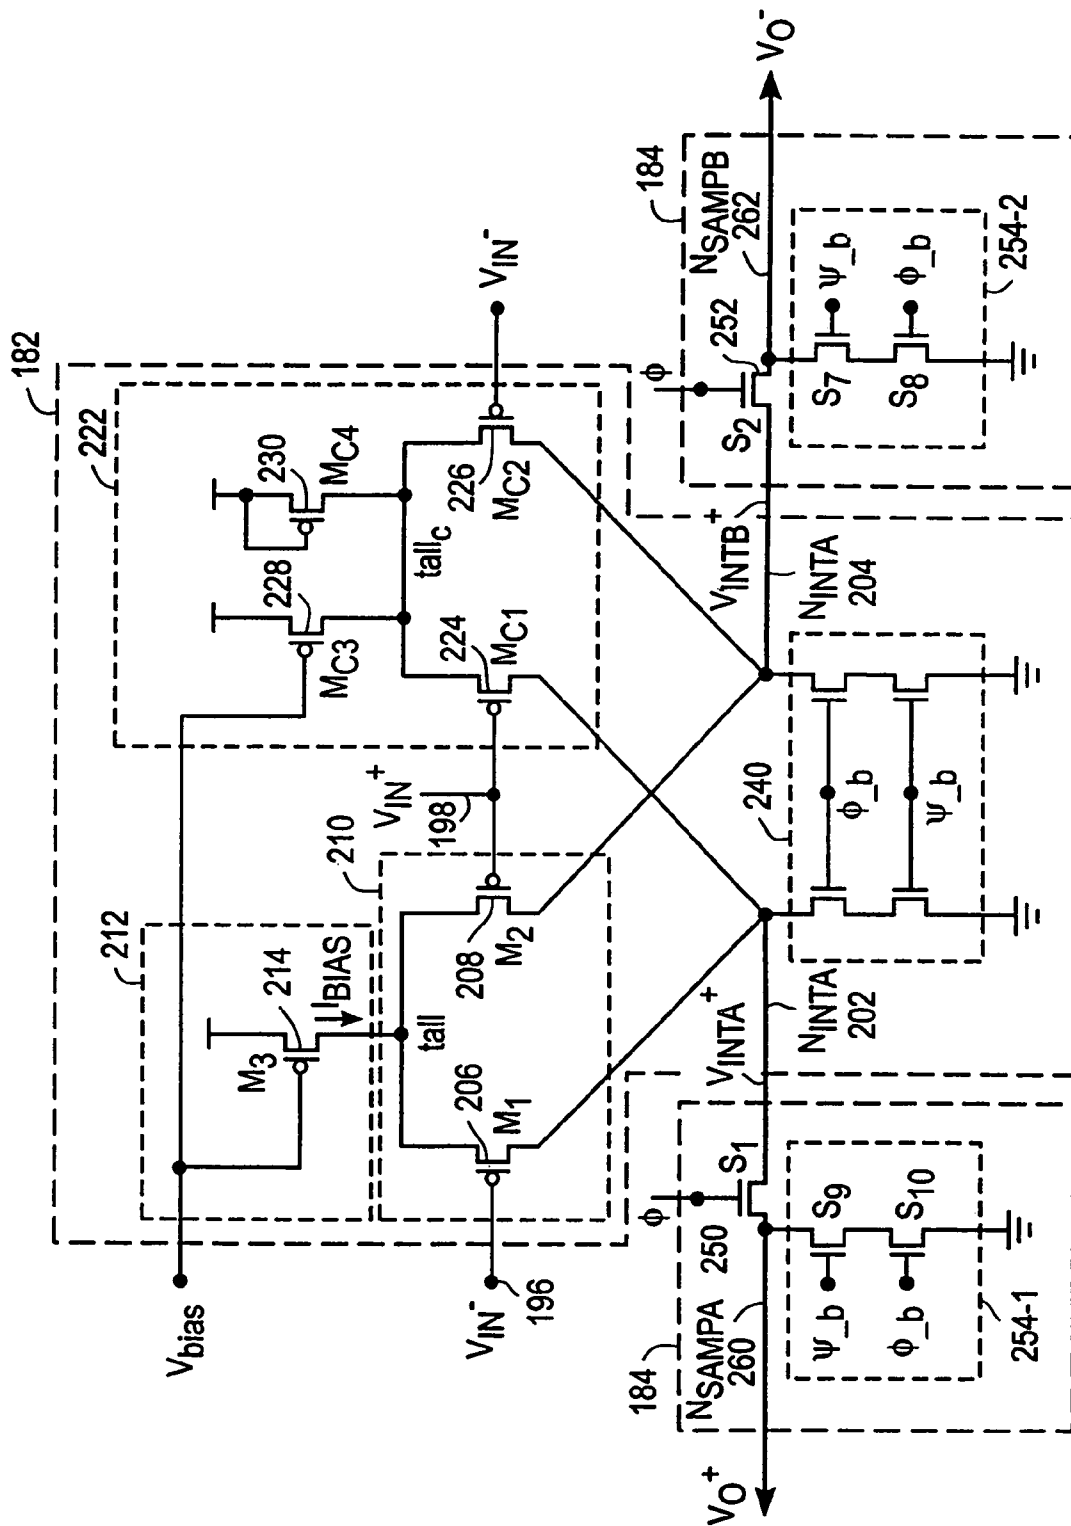 182
222
230
MC4
228
MC3
tailc
224
MC1
226
MC2
VIN-
212
214
M3
IBIAS
210
VIN+
198
tail
206
M1
208
M2
Vbias
VIN-
196
184
NSAMPB
262
ϕ
252
S2
VO-
ψ_b
S7
ϕ_b
S8
254-2
VINTB+
NINTA
204
240
ϕ_b
ψ_b
VINTA+
NINTA
202
184
NSAMPA
260
ϕ
250
S1
VO+
ψ_b
S9
ϕ_b
S10
254-1